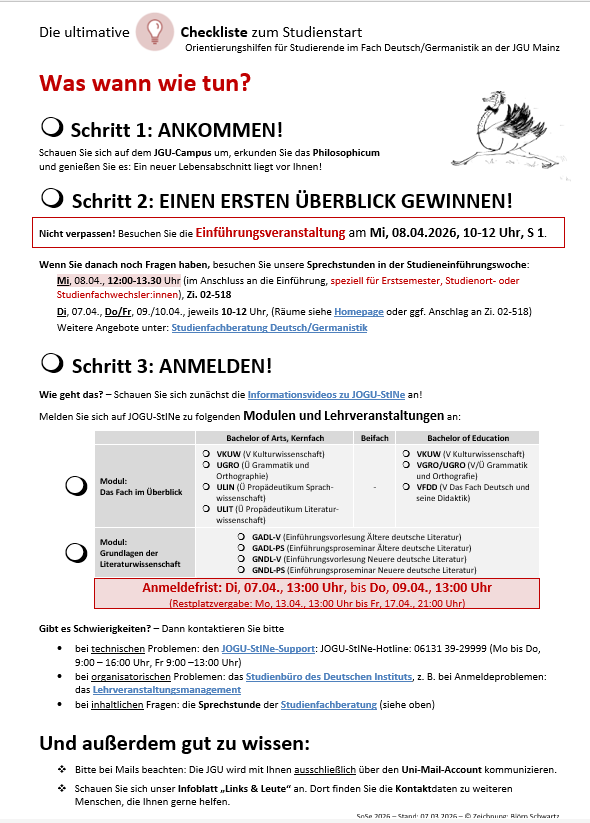 Die ultimative Checkliste zum Studienstart
Orientierungshilfen für Studierende im Fach Deutsch/Germanistik an der JGU Mainz
Was wann wie tun?
Schritt 1: ANKOMMEN!
Schauen Sie sich auf dem JGU-Campus um, erkunden Sie das Philosophicum
und genießen Sie es: Ein neuer Lebensabschnitt liegt vor Ihnen!
Schritt 2: EINEN ERSTEN ÜBERBLICK GEWINNEN!
Nicht verpassen! Besuchen Sie die Einführungsveranstaltung am Mi, 08.04.2026, 10-12 Uhr, S 1.
Wenn Sie danach noch Fragen haben, besuchen Sie unsere Sprechstunden in der Studieneinführungswoche:
Mi, 08.04., 12:00-13.30 Uhr (im Anschluss an die Einführung, speziell für Erstsemester, Studienort- oder
Studienfachwechsler:innen), Zi. 02-518
Di, 07.04., Do/Fr, 09./10.04., jeweils 10-12 Uhr, (Räume siehe Homepage oder ggf. Anschlag an Zi. 02-518)
Weitere Angebote unter: Studienfachberatung Deutsch/Germanistik
Schritt 3: ANMELDEN!
Wie geht das? – Schauen Sie sich zunächst die Informationsvideos zu JOGU-StINe an!
Melden Sie sich auf JOGU-StINe zu folgenden Modulen und Lehrveranstaltungen an:
Bachelor of Arts, Kernfach Beifach Bachelor of Education
Modul:
Das Fach im Überblick
VKUW (V Kulturwissenschaft)
UGRO (Ü Grammatik und
Orthographie)
ULIN (Ü Propädeutikum Sprach-
wissenschaft)
ULIT (Ü Propädeutikum Literatur-
wissenschaft)
-
VKUW (V Kulturwissenschaft)
VGRO/UGRO (V/Ü Grammatik
und Orthografie)
VFDD (V Das Fach Deutsch und
seine Didaktik)
Modul:
Grundlagen der
Literaturwissenschaft
GADL-V (Einführungsvorlesung Ältere deutsche Literatur)
GADL-PS (Einführungsproseminar Ältere deutsche Literatur)
GNDL-V (Einführungsvorlesung Neuere deutsche Literatur)
GNDL-PS (Einführungsproseminar Neuere deutsche Literatur)
Anmeldefrist: Di, 07.04., 13:00 Uhr, bis Do, 09.04., 13:00 Uhr
(Restplatzvergabe: Mo, 13.04., 13:00 Uhr bis Fr, 17.04., 21:00 Uhr)
Gibt es Schwierigkeiten? – Dann kontaktieren Sie bitte
• bei technischen Problemen: den JOGU-StINe-Support: JOGU-StINe-Hotline: 06131 39-29999 (Mo bis Do,
9:00 – 16:00 Uhr, Fr 9:00 –13:00 Uhr)
• bei organisatorischen Problemen: das Studienbüro des Deutschen Instituts, z. B. bei Anmeldeproblemen:
das Lehrveranstaltungsmanagement
• bei inhaltlichen Fragen: die Sprechstunde der Studienfachberatung (siehe oben)
Und außerdem gut zu wissen:
❖ Bitte bei Mails beachten: Die JGU wird mit Ihnen ausschließlich über den Uni-Mail-Account kommunizieren.
❖ Schauen Sie sich unser Infoblatt „Links & Leute“ an. Dort finden Sie die Kontaktdaten zu weiteren
Menschen, die Ihnen gerne helfen.
SoSe 2026 – Stand: 07.03.2026 – © Zeichnung: Björn Schwartz